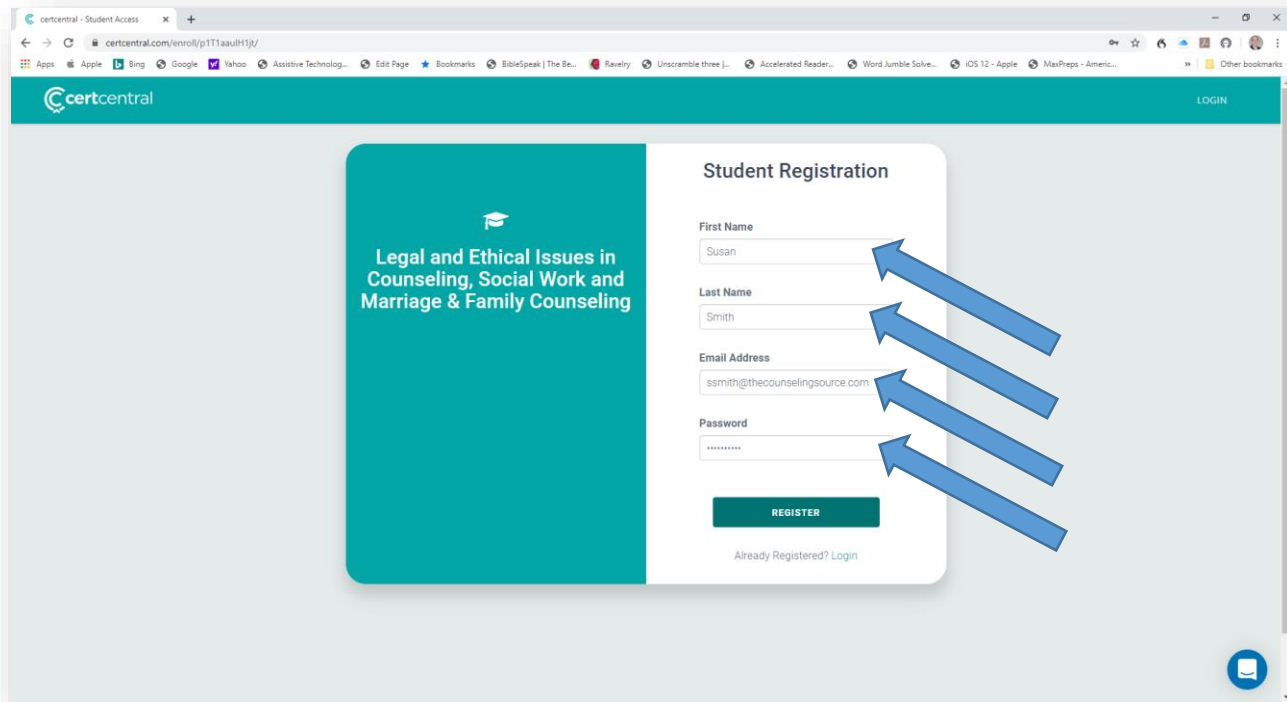 certcentral - Student Access
certcentral.com/enroll/p1T1aaulH1jt/
Apps Apple Bing Google Yahoo Assistive Technolog... Edit Page Bookmarks BibleSpeak | The Be... Ravelry Unscramble three |... Accelerated Reader... Word Jumble Solve... iOS 12 - Apple MaxPreps - Americ... » Other bookmarks
certcentral
LOGIN
Legal and Ethical Issues in
Counseling, Social Work and
Marriage & Family Counseling
Student Registration
First Name
Susan
Last Name
Smith
Email Address
ssmith@thecounselingsource.com
Password
••••••••••
REGISTER
Already Registered? Login